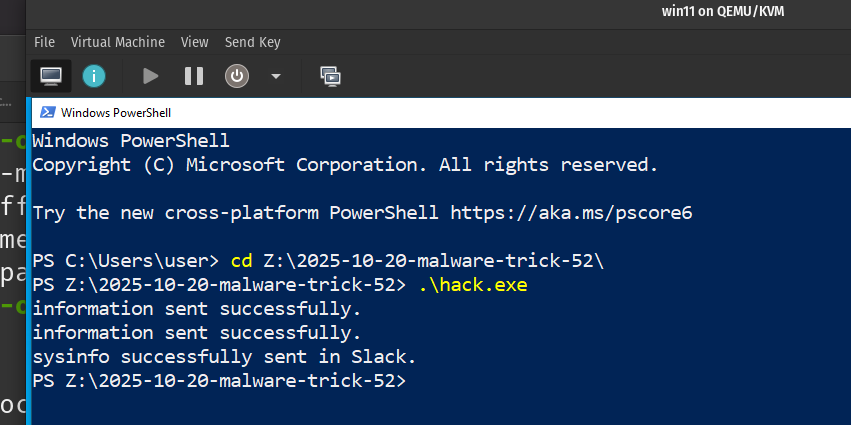 win11 on QEMU/KVM
File Virtual Machine View Send Key
Windows PowerShell
Windows PowerShell
Copyright (C) Microsoft Corporation. All rights reserved.
Try the new cross-platform PowerShell https://aka.ms/pscore6
PS C:\Users\user> cd Z:\2025-10-20-malware-trick-52\
PS Z:\2025-10-20-malware-trick-52> .\hack.exe
information sent successfully.
information sent successfully.
sysinfo successfully sent in Slack.
PS Z:\2025-10-20-malware-trick-52>